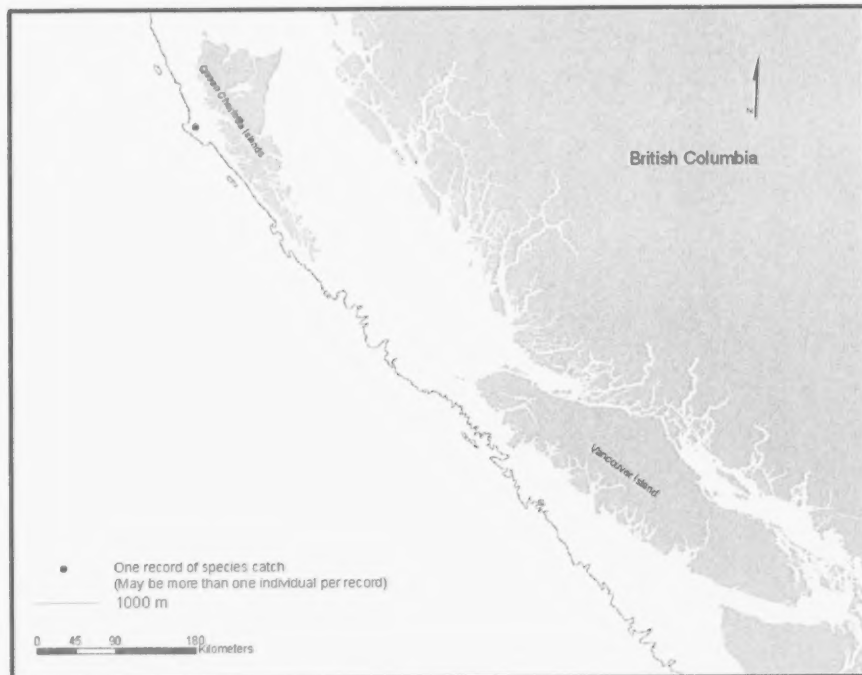 Queen Charlotte Islands
British Columbia
N
Vancouver Island
One record of species catch
(May be more than one individual per record)
1000 m
0 45 90 180
Kilometers